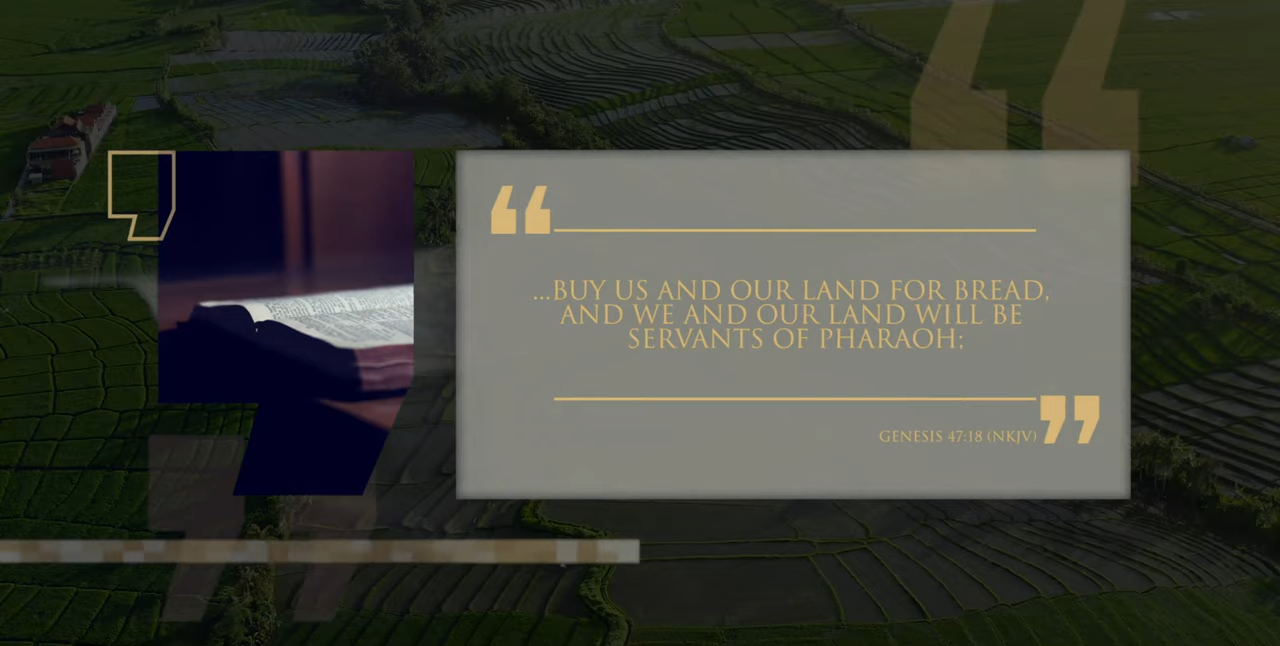 ...BUY US AND OUR LAND FOR BREAD,
AND WE AND OUR LAND WILL BE
SERVANTS OF PHARAOH;
GENESIS 47:18 (NKJV)